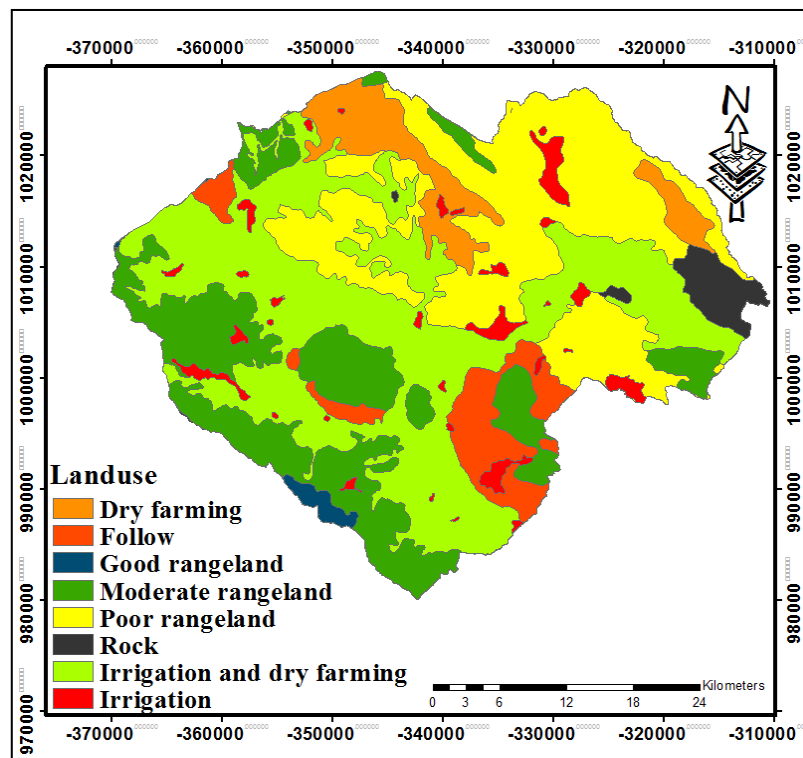 -370000 -360000 -350000 -340000 -330000 -320000 -310000
N
1020000 1020000
1010000 1010000
1000000 1000000
990000 990000
980000 980000
970000 970000
Landuse
Dry farming
Follow
Good rangeland
Moderate rangeland
Poor rangeland
Rock
Irrigation and dry farming
Irrigation
Kilometers
0 3 6 12 18 24
-370000 -360000 -350000 -340000 -330000 -320000 -310000